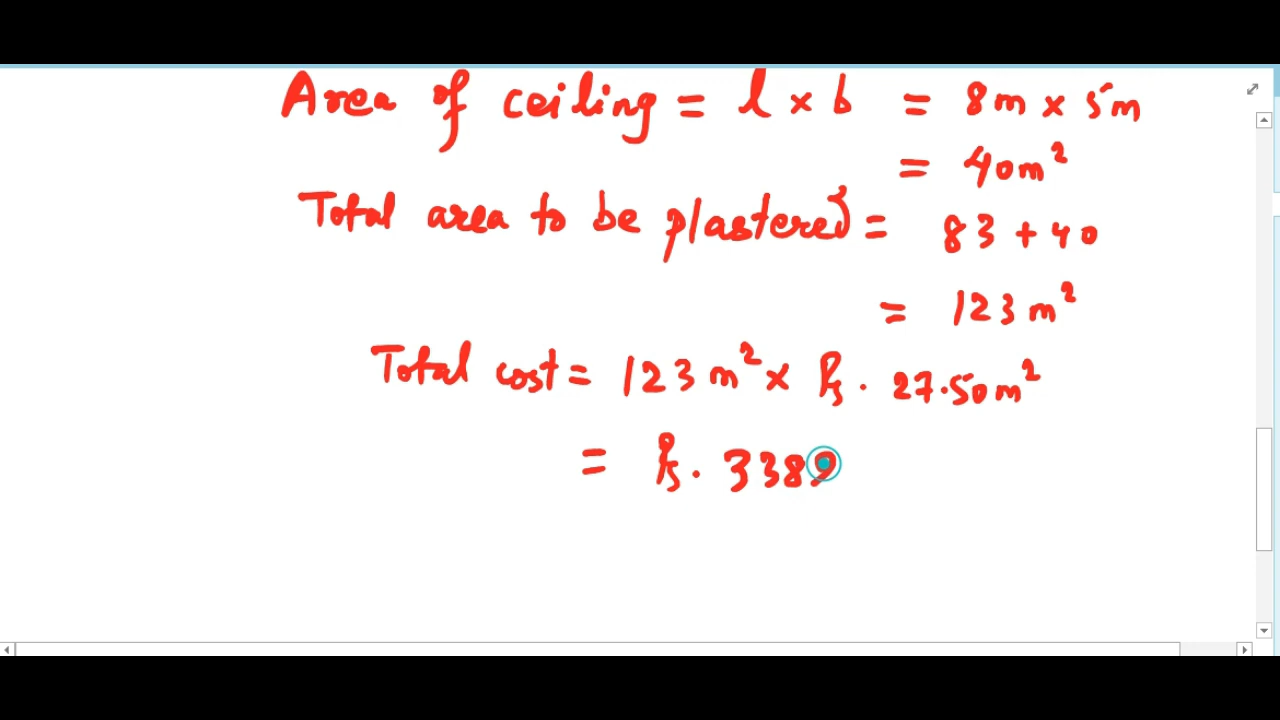 Area of ceiling = l × b = 8m × 5m
= 40m²
Total area to be plastered = 83 + 40
= 123 m²
Total cost = 123 m² × Rs. 27.50m²
= Rs. 3389